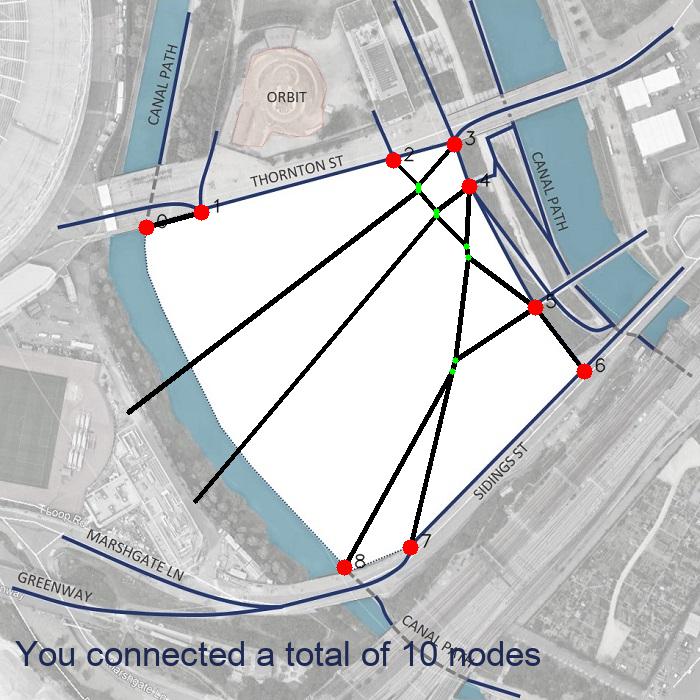 CANAL PATH
ORBIT
THORNTON ST
CANAL PATH
0
1
2
3
4
5
6
7
8
SIDINGS ST
MARSHGATE LN
GREENWAY
CANAL PATH
You connected a total of 10 nodes